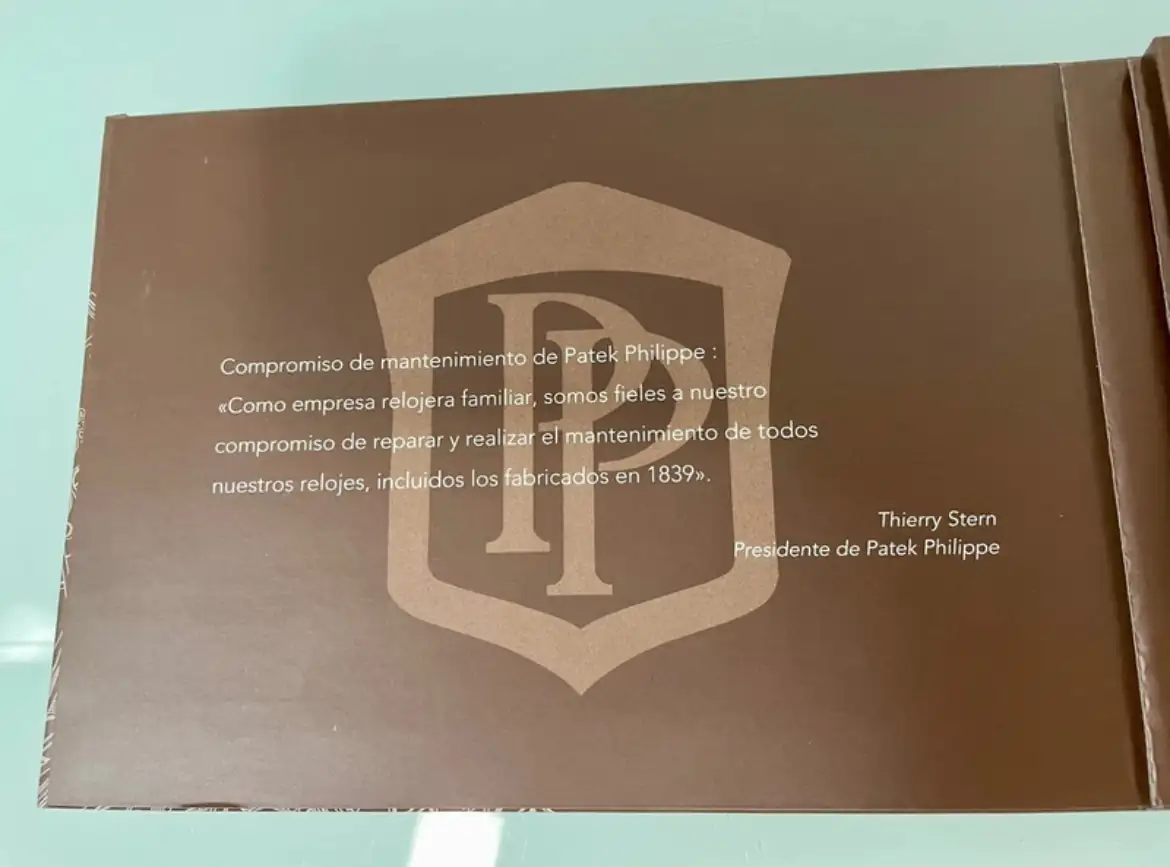 PP
Compromiso de mantenimiento de Patek Philippe :
«Como empresa relojera familiar, somos fieles a nuestro
compromiso de reparar y realizar el mantenimiento de todos
nuestros relojes, incluidos los fabricados en 1839».
Thierry Stern
Presidente de Patek Philippe